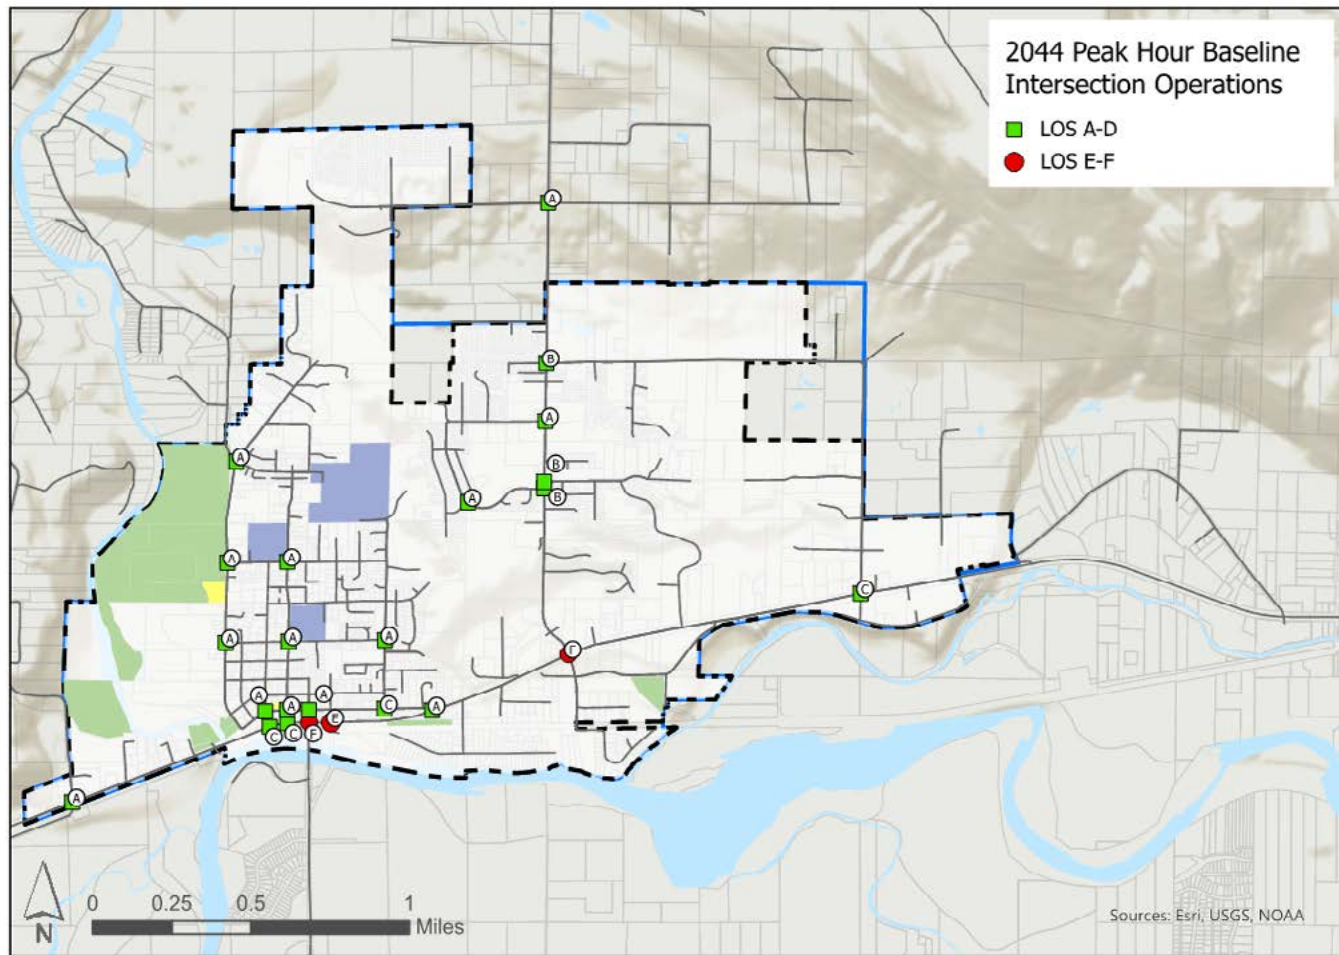 2044 Peak Hour Baseline
Intersection Operations
LOS A-D
LOS E-F
A
B
A
B
B
A
A
A
A
C
A
A
A
A
A
A
C
A
E
C
C
F
A
N
0
0.25
0.5
1
Miles
Sources: Esri, USGS, NOAA